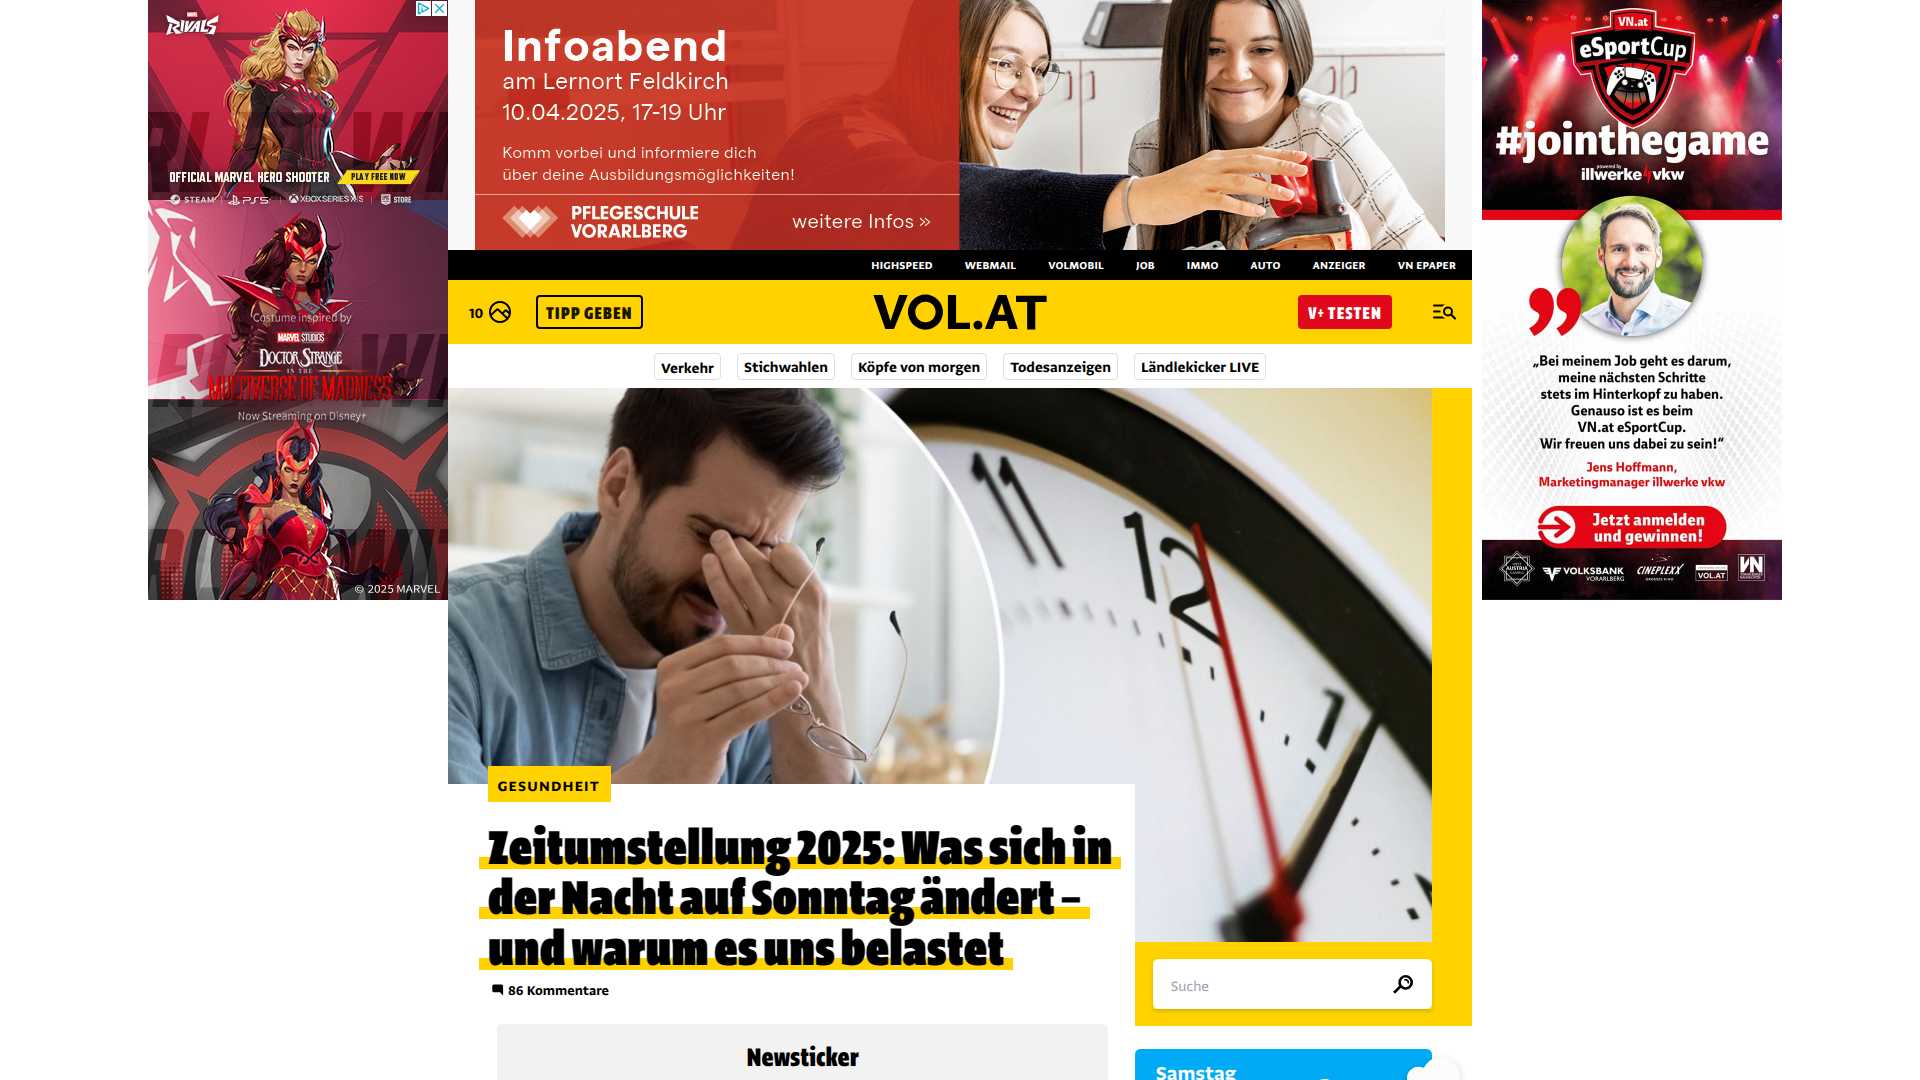 MARVEL
RIVALS
OFFICIAL MARVEL HERO SHOOTER
PLAY FREE NOW
STEAM
PS5
XBOX SERIES X|S
STORE
Costume inspired by
MARVEL STUDIOS
DOCTOR STRANGE
IN THE
MULTIVERSE OF MADNESS
Now Streaming on Disney+
© 2025 MARVEL
Infoabend
am Lernort Feldkirch
10.04.2025, 17-19 Uhr
Komm vorbei und informiere dich
über deine Ausbildungsmöglichkeiten!
PFLEGESCHULE
VORARLBERG
weitere Infos »
HIGHSPEED
WEBMAIL
VOLMOBIL
JOB
IMMO
AUTO
ANZEIGER
VN EPAPER
10
TIPP GEBEN
VOL.AT
V+ TESTEN
Verkehr
Stichwahlen
Köpfe von morgen
Todesanzeigen
Ländlekicker LIVE
11
12
1
GESUNDHEIT
Zeitumstellung 2025: Was sich in
der Nacht auf Sonntag ändert –
und warum es uns belastet
86 Kommentare
Newsticker
Suche
Samstag
VN.at
eSportCup
#jointhegame
powered by
illwerke vkw
„Bei meinem Job geht es darum,
meine nächsten Schritte
stets im Hinterkopf zu haben.
Genauso ist es beim
VN.at eSportCup.
Wir freuen uns dabei zu sein!“
Jens Hoffmann,
Marketingmanager illwerke vkw
Jetzt anmelden
und gewinnen!
VOLKSBANK
VORARLBERG
CINEPLEXX
VOL.AT
VN